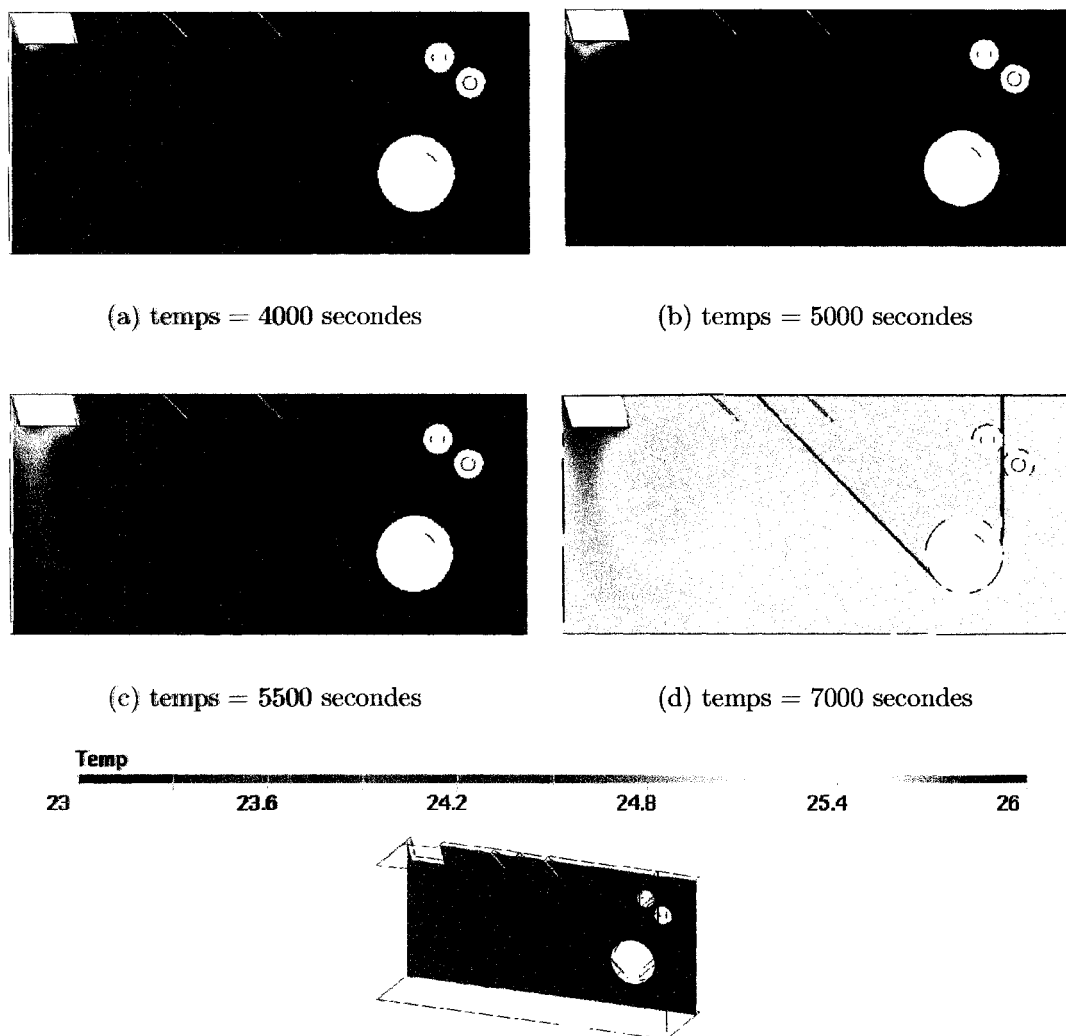 (a) temps = 4000 secondes
(b) temps = 5000 secondes
(c) temps = 5500 secondes
(d) temps = 7000 secondes
Temp
23 23.6 24.2 24.8 25.4 26